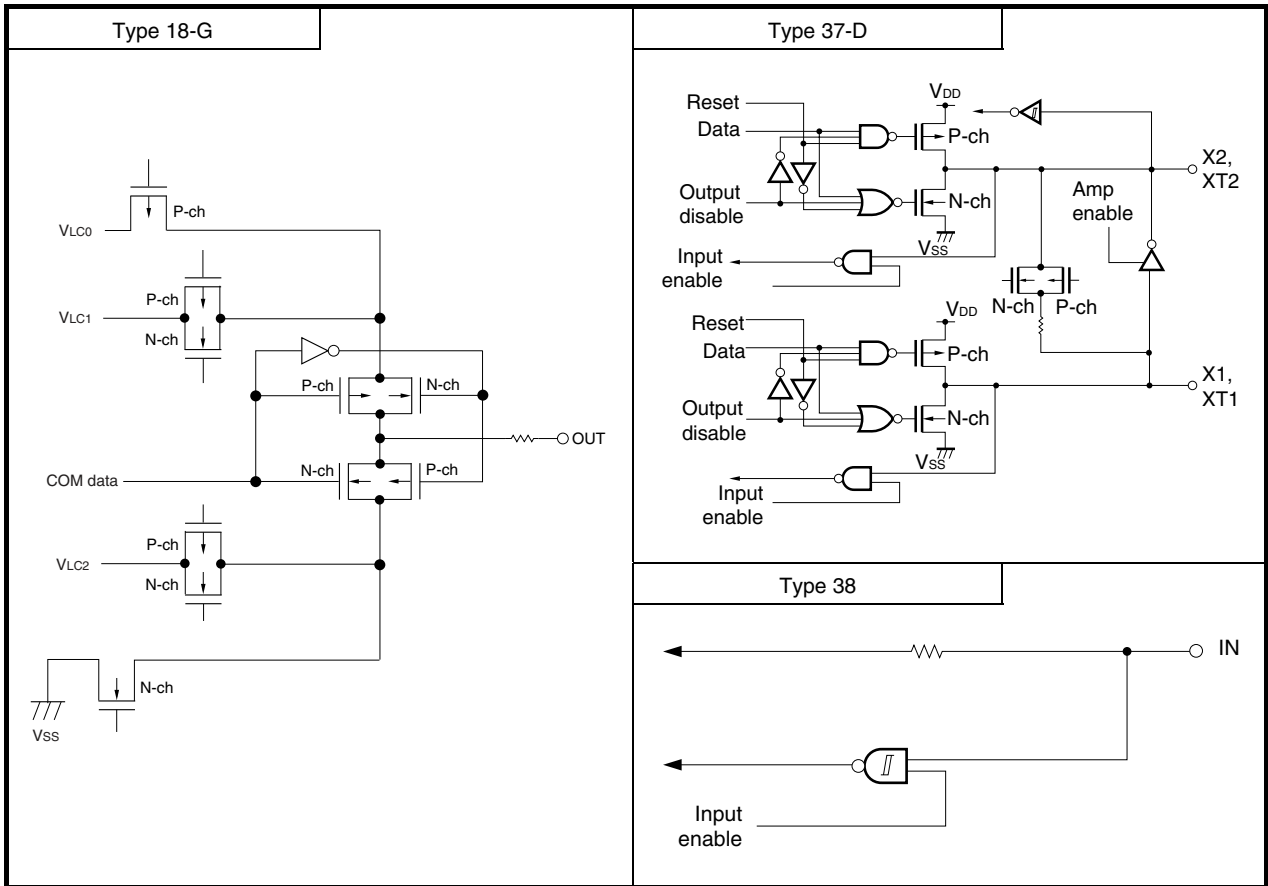 Type 18-G
P-ch
VLC0
P-ch
VLC1
N-ch
P-ch
N-ch
OUT
N-ch
P-ch
COM data
P-ch
VLC2
N-ch
N-ch
VSS
Type 37-D
VDD
Reset
Data
P-ch
X2,
XT2
Amp
enable
Output
disable
N-ch
VSS
Input
enable
N-ch
P-ch
VDD
Reset
Data
P-ch
X1,
XT1
Output
disable
N-ch
VSS
Input
enable
Type 38
IN
Input
enable